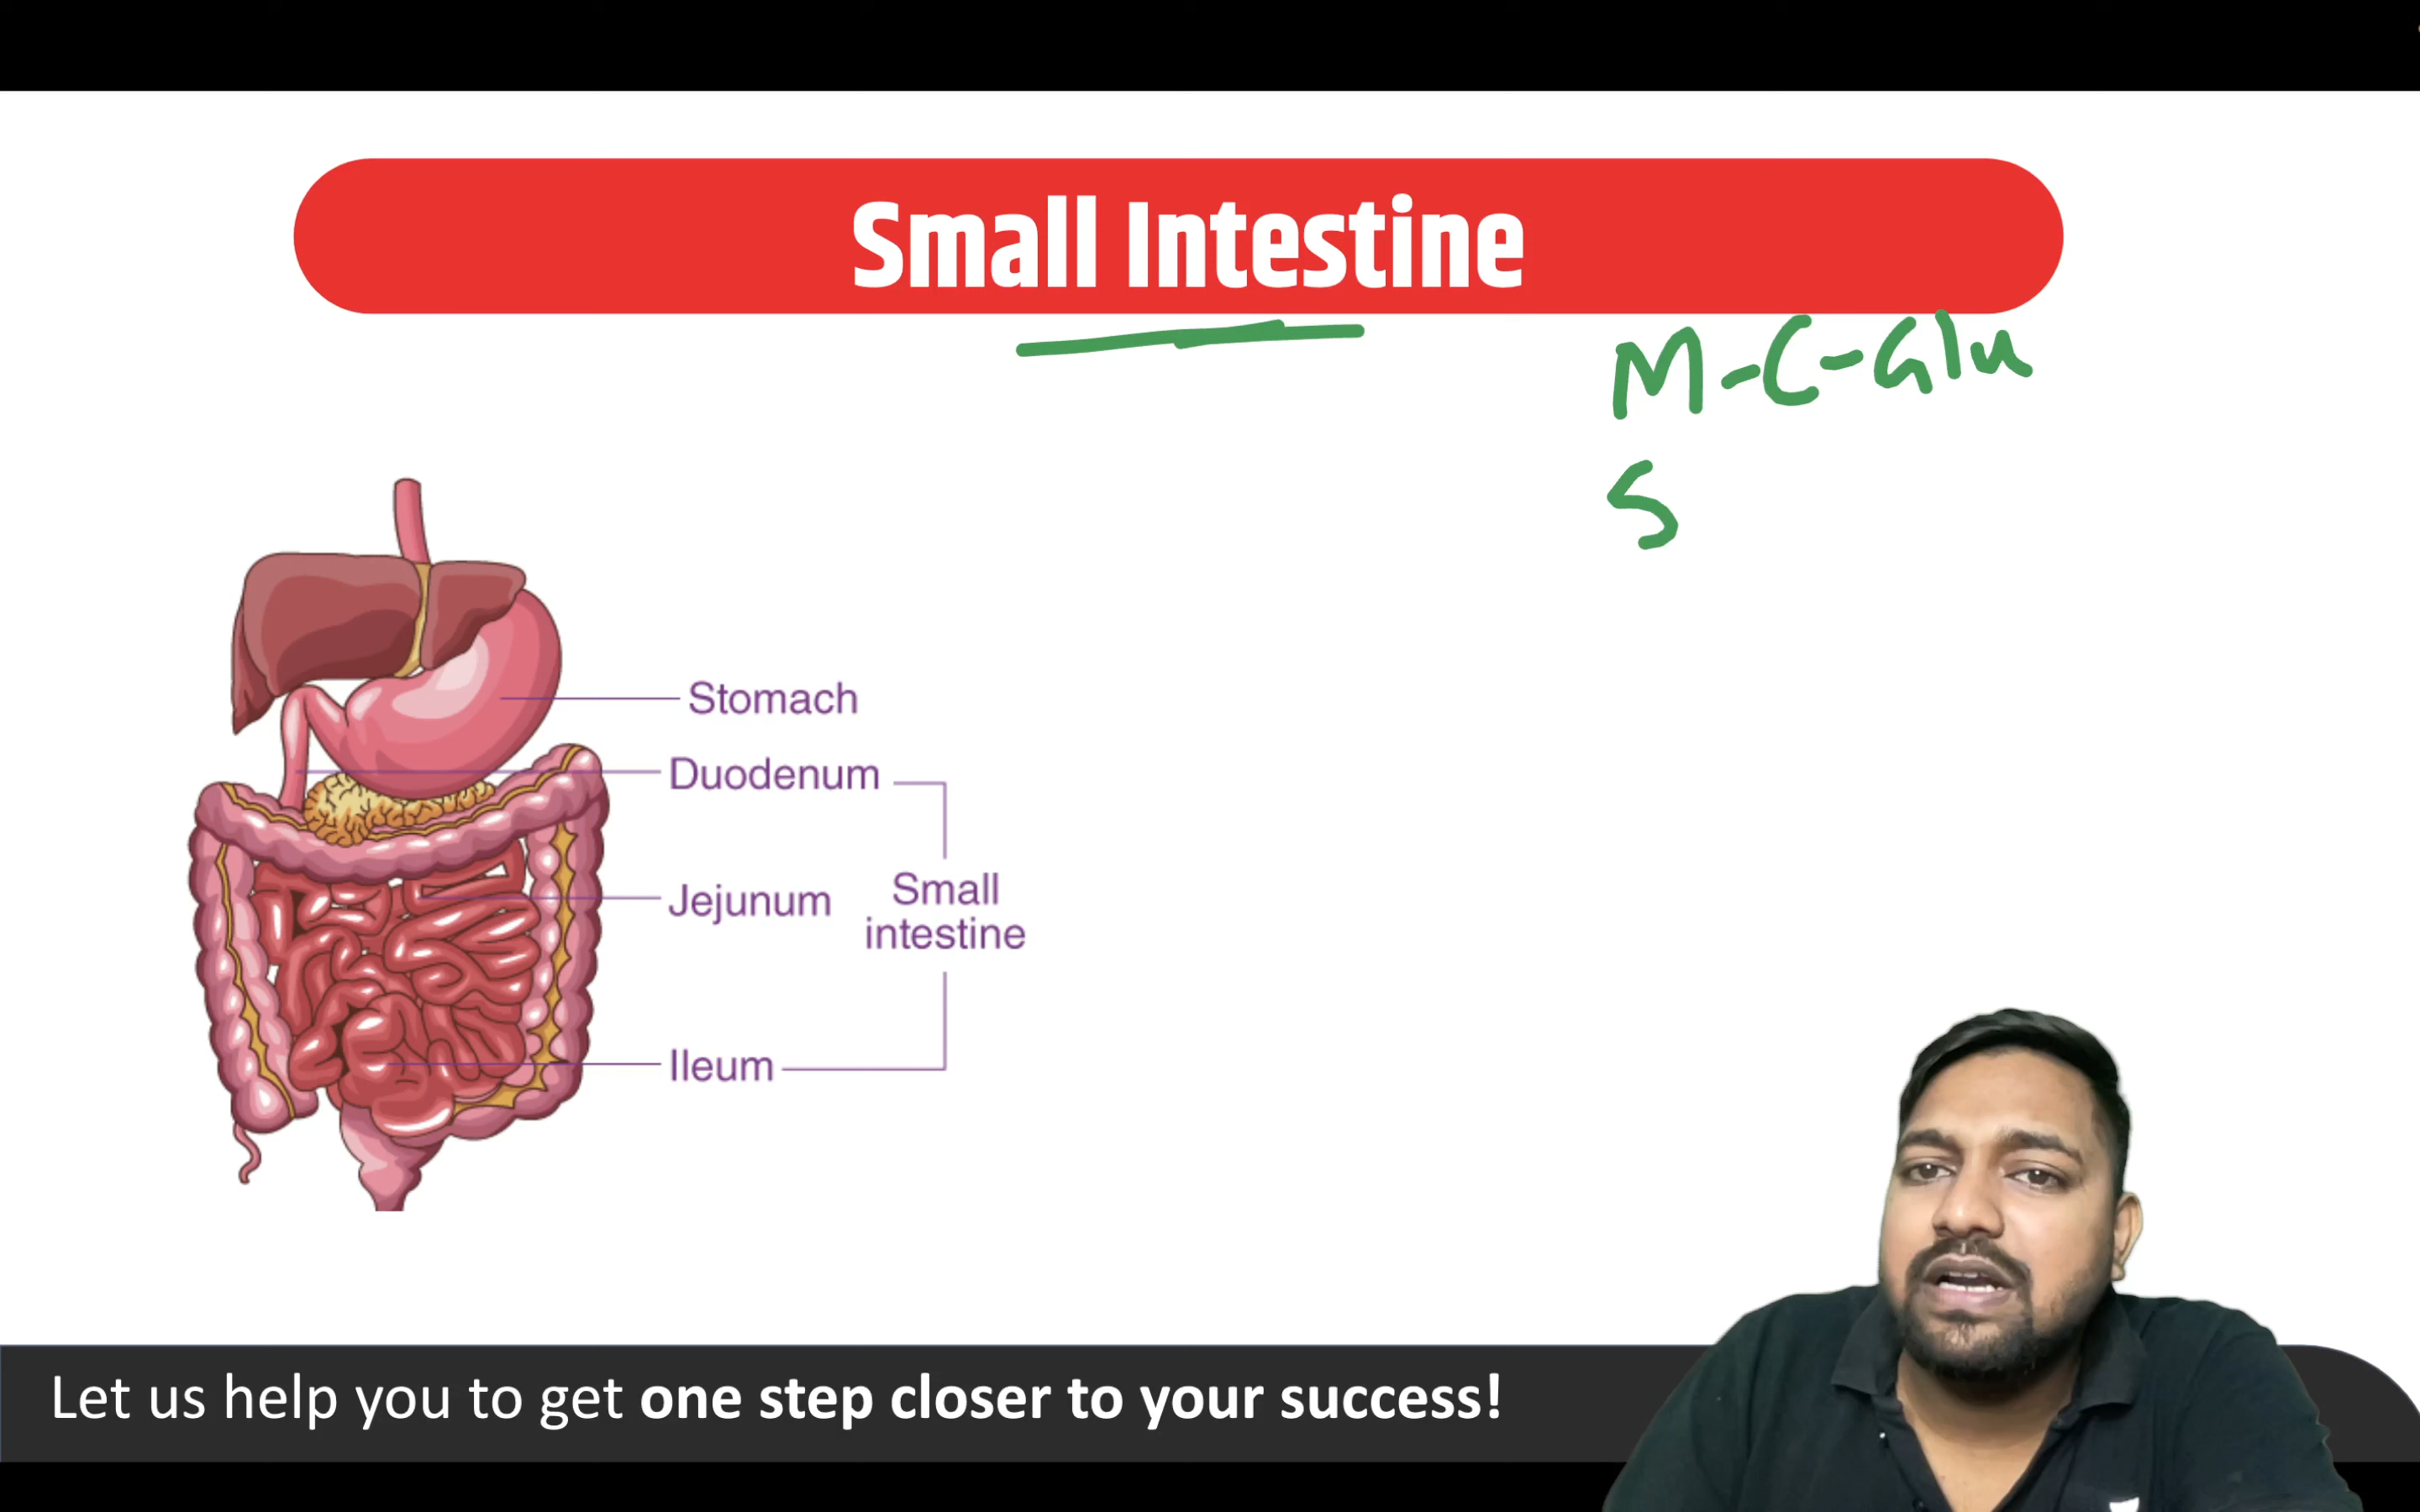 Small Intestine
M-C-Glu
S
Stomach
Duodenum
Jejunum
Small
intestine
Ileum
Let us help you to get one step closer to your success!